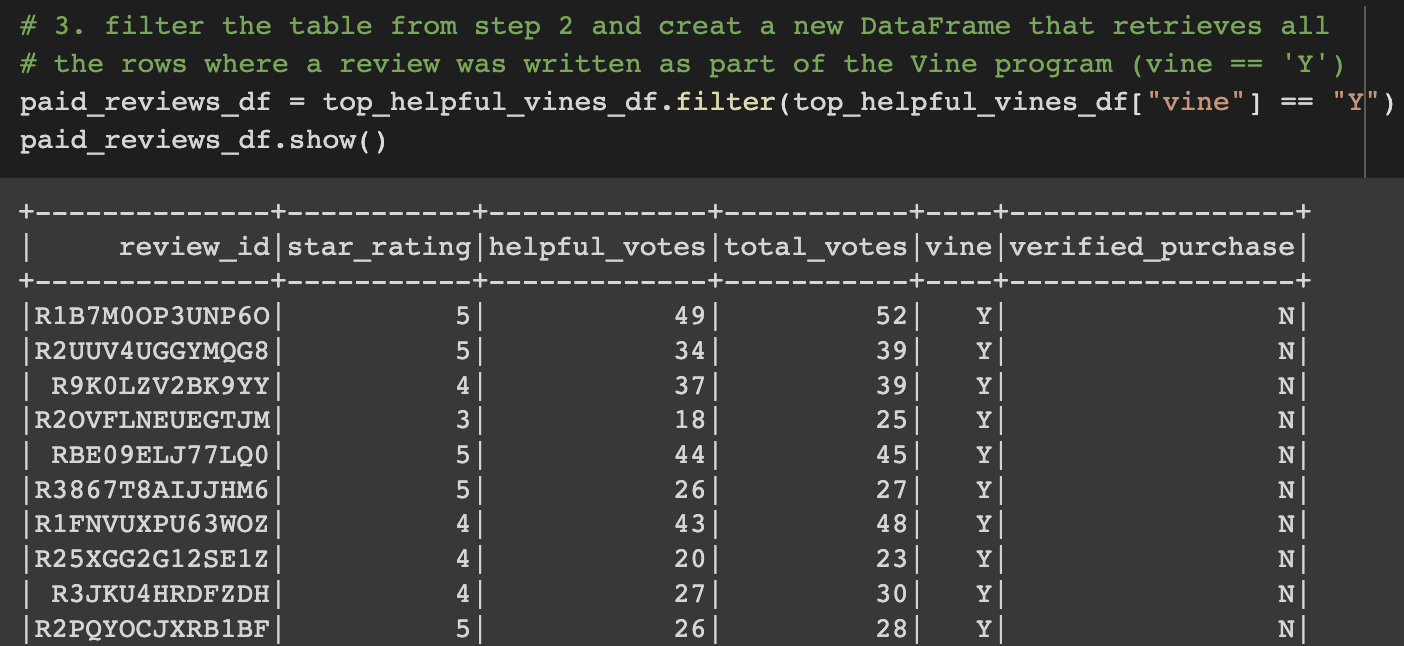 # 3. filter the table from step 2 and creat a new DataFrame that retrieves all
# the rows where a review was written as part of the Vine program (vine == 'Y')
paid_reviews_df = top_helpful_vines_df.filter(top_helpful_vines_df["vine"] == "Y")
paid_reviews_df.show()
+--------------+-----------+-------------+-----------+----+-----------------+
|     review_id|star_rating|helpful_votes|total_votes|vine|verified_purchase|
+--------------+-----------+-------------+-----------+----+-----------------+
|R1B7M0OP3UNP6O|          5|           49|         52|   Y|                N|
|R2UUV4UGGYMQG8|          5|           34|         39|   Y|                N|
| R9K0LZV2BK9YY|          4|           37|         39|   Y|                N|
|R2OVFLNEUEGTJM|          3|           18|         25|   Y|                N|
| RBE09ELJ77LQ0|          5|           44|         45|   Y|                N|
|R3867T8AIJJHM6|          5|           26|         27|   Y|                N|
|R1FNVUXPU63WOZ|          4|           43|         48|   Y|                N|
|R25XGG2G12SE1Z|          4|           20|         23|   Y|                N|
| R3JKU4HRDFZDH|          4|           27|         30|   Y|                N|
|R2PQYOCJXRB1BF|          5|           26|         28|   Y|                N|